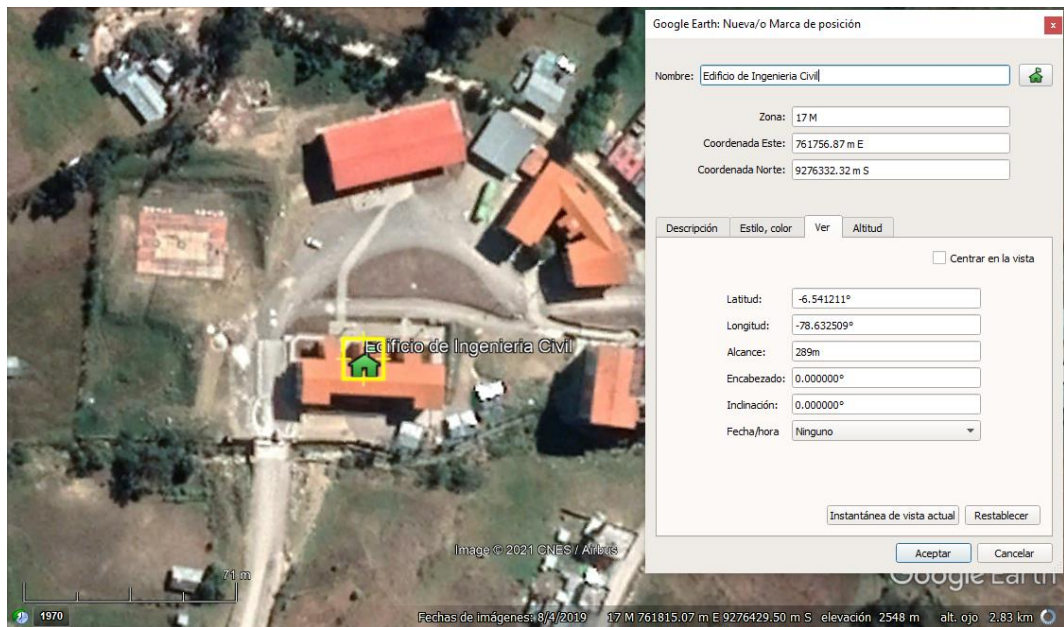 Google Earth: Nueva/o Marca de posición
x
Nombre: Edificio de Ingenieria Civil
Zona: 17 M
Coordenada Este: 761756.87 m E
Coordenada Norte: 9276332.32 m S
Descripción Estilo, color Ver Altitud
Centrar en la vista
Latitud: -6.541211°
Longitud: -78.632509°
Alcance: 289m
Encabezado: 0.000000°
Inclinación: 0.000000°
Fecha/hora Ninguno
Instantánea de vista actual Restablecer
Aceptar Cancelar
Edificio de Ingenieria Civil
Image © 2021 CNES / Airbus
71 m
Google Earth
1970
Fechas de imágenes: 8/4/2019 17 M 761815.07 m E 9276429.50 m S elevación 2548 m alt. ojo 2.83 km